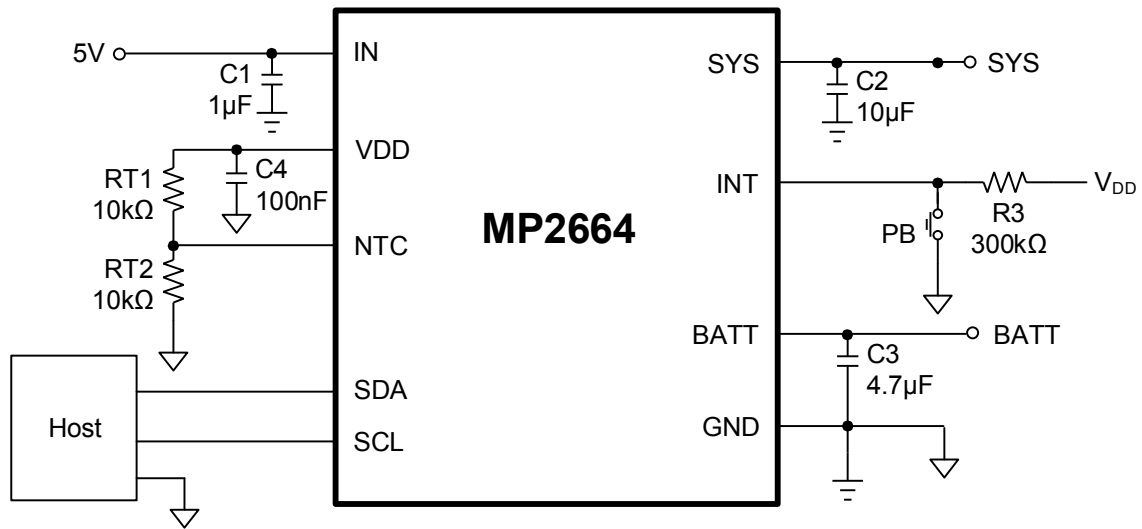 5V
IN
C1
1µF
VDD
RT1
10kΩ
C4
100nF
NTC
RT2
10kΩ
Host
SDA
SCL
MP2664
SYS
SYS
C2
10µF
INT
V_DD
R3
300kΩ
PB
BATT
BATT
C3
4.7µF
GND